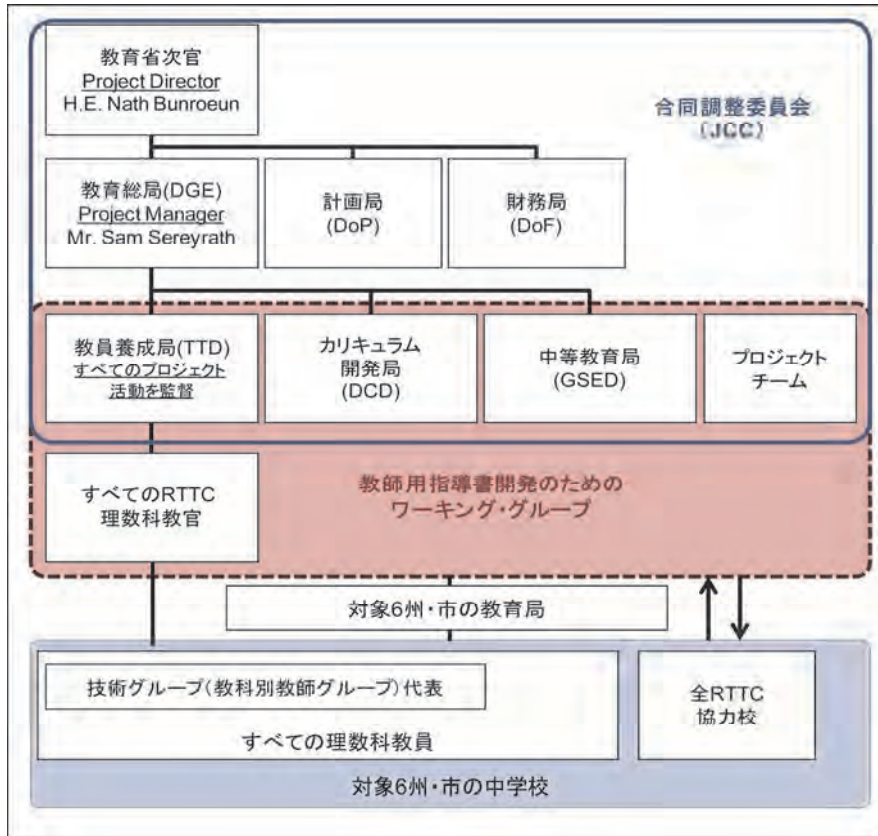 教育省次官
Project Director
H.E. Nath Bunroeun
合同調整委員会
(JCC)
教育総局(DGE)
Project Manager
Mr. Sam Sereyrath
計画局
(DoP)
財務局
(DoF)
教員養成局(TTD)
すべてのプロジェクト
活動を監督
カリキュラム
開発局
(DCD)
中等教育局
(GSED)
プロジェクト
チーム
すべてのRTTC
理数科教官
教師用指導書開発のための
ワーキング・グループ
対象6州・市の教育局
技術グループ(教科別教師グループ)代表
すべての理数科教員
全RTTC
協力校
対象6州・市の中学校